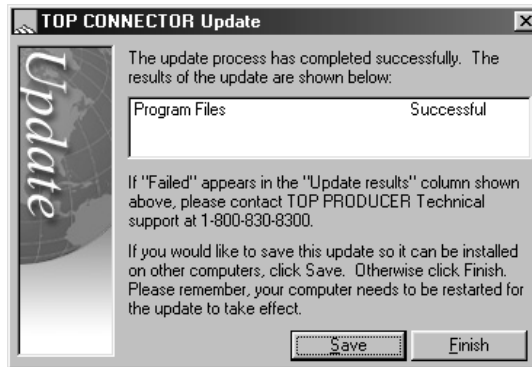 TOP CONNECTOR Update
Update
The update process has completed successfully. The
results of the update are shown below:
Program Files Successful
If "Failed" appears in the "Update results" column shown
above, please contact TOP PRODUCER Technical
support at 1-800-830-8300.
If you would like to save this update so it can be installed
on other computers, click Save. Otherwise click Finish.
Please remember, your computer needs to be restarted for
the update to take effect.
Save Finish